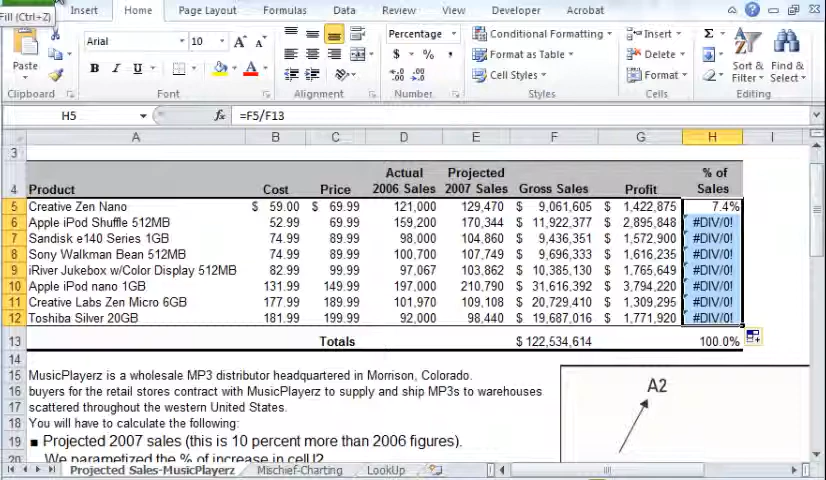 Fill (Ctrl+Z)
Insert Home Page Layout Formulas Data Review View Developer Acrobat
Paste
Arial 10 A A
B I U A
Percentage
$ % ,
Conditional Formatting
Format as Table
Cell Styles
Insert
Delete
Format
Σ
Sort & Filter
Find & Select
Clipboard Font Alignment Number Styles Cells Editing
H5 fx =F5/F13
A B C D E F G H I
3
Actual Projected % of
4 Product Cost Price 2006 Sales 2007 Sales Gross Sales Profit Sales
5 Creative Zen Nano $ 59.00 $ 69.99 121,000 129,470 $ 9,061,605 $ 1,422,875 7.4%
6 Apple iPod Shuffle 512MB 52.99 69.99 159,200 170,344 $ 11,922,377 $ 2,895,848 #DIV/0!
7 Sandisk e140 Series 1GB 74.99 89.99 98,000 104,860 $ 9,436,351 $ 1,572,900 #DIV/0!
8 Sony Walkman Bean 512MB 74.99 89.99 100,700 107,749 $ 9,696,333 $ 1,616,235 #DIV/0!
9 iRiver Jukebox w/Color Display 512MB 82.99 99.99 97,067 103,862 $ 10,385,130 $ 1,765,649 #DIV/0!
10 Apple iPod nano 1GB 131.99 149.99 197,000 210,790 $ 31,616,392 $ 3,794,220 #DIV/0!
11 Creative Labs Zen Micro 6GB 177.99 189.99 101,970 109,108 $ 20,729,410 $ 1,309,295 #DIV/0!
12 Toshiba Silver 20GB 181.99 199.99 92,000 98,440 $ 19,687,016 $ 1,771,920 #DIV/0!
13 Totals $ 122,534,614 100.0%
14
15 MusicPlayerz is a wholesale MP3 distributor headquartered in Morrison, Colorado.
16 buyers for the retail stores contract with MusicPlayerz to supply and ship MP3s to warehouses
17 scattered throughout the western United States.
18 You will have to calculate the following:
19 ■ Projected 2007 sales (this is 10 percent more than 2006 figures).
20 We parametized the % of increase in cell J2
A2
Projected Sales-MusicPlayerz Mischief-Charting LookUp